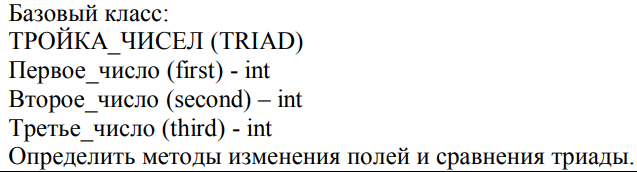 Базовый класс:
ТРОЙКА_ЧИСЕЛ (TRIAD)
Первое_число (first) - int
Второе_число (second) – int
Третье_число (third) - int
Определить методы изменения полей и сравнения триады.